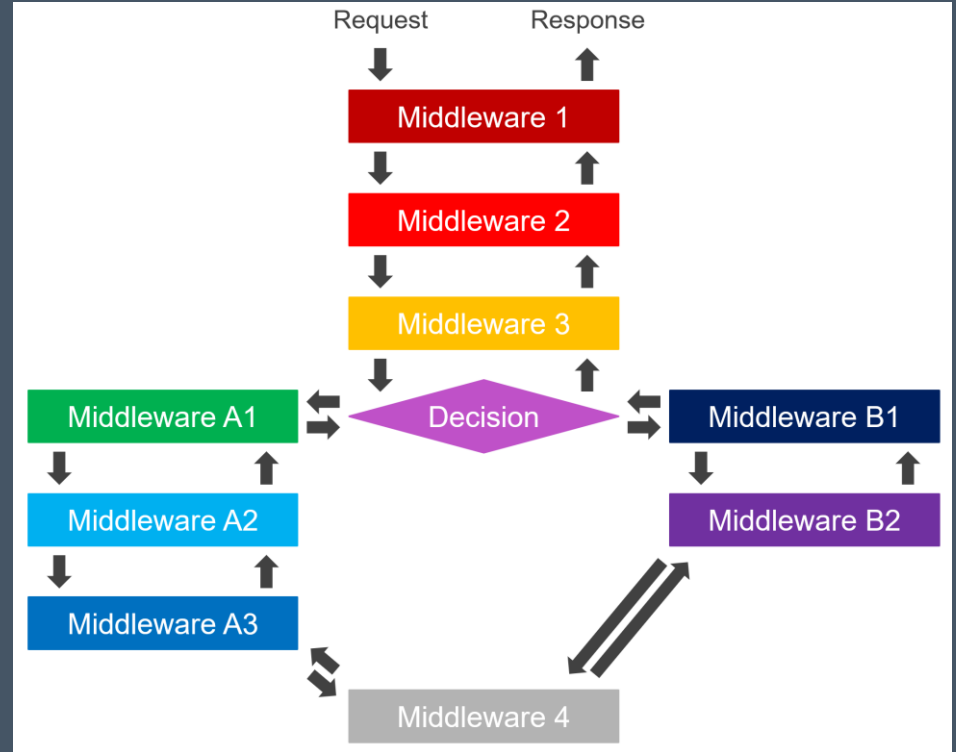 Request
Response
Middleware 1
Middleware 2
Middleware 3
Decision
Middleware A1
Middleware B1
Middleware A2
Middleware B2
Middleware A3
Middleware 4